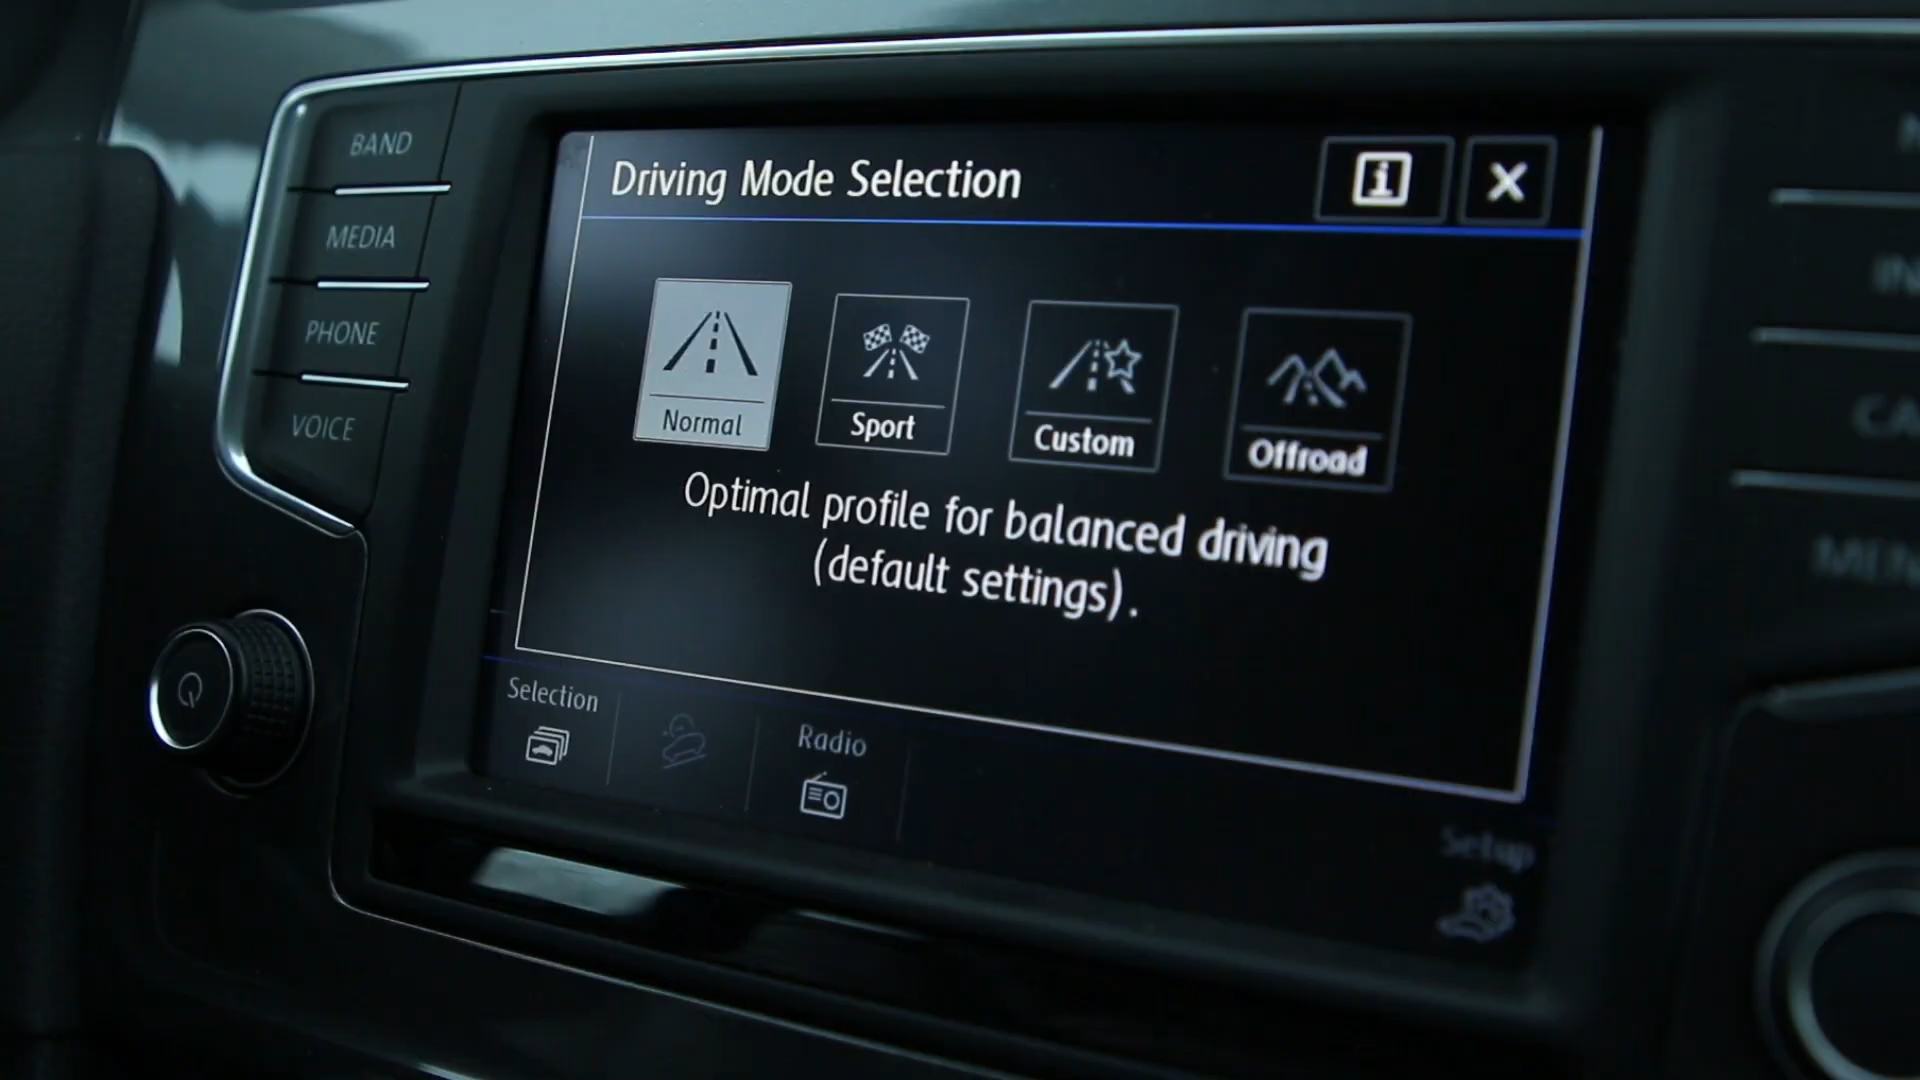 BAND
MEDIA
PHONE
VOICE
Driving Mode Selection
Normal
Sport
Custom
Offroad
Optimal profile for balanced driving
(default settings).
Selection
Radio
Setup